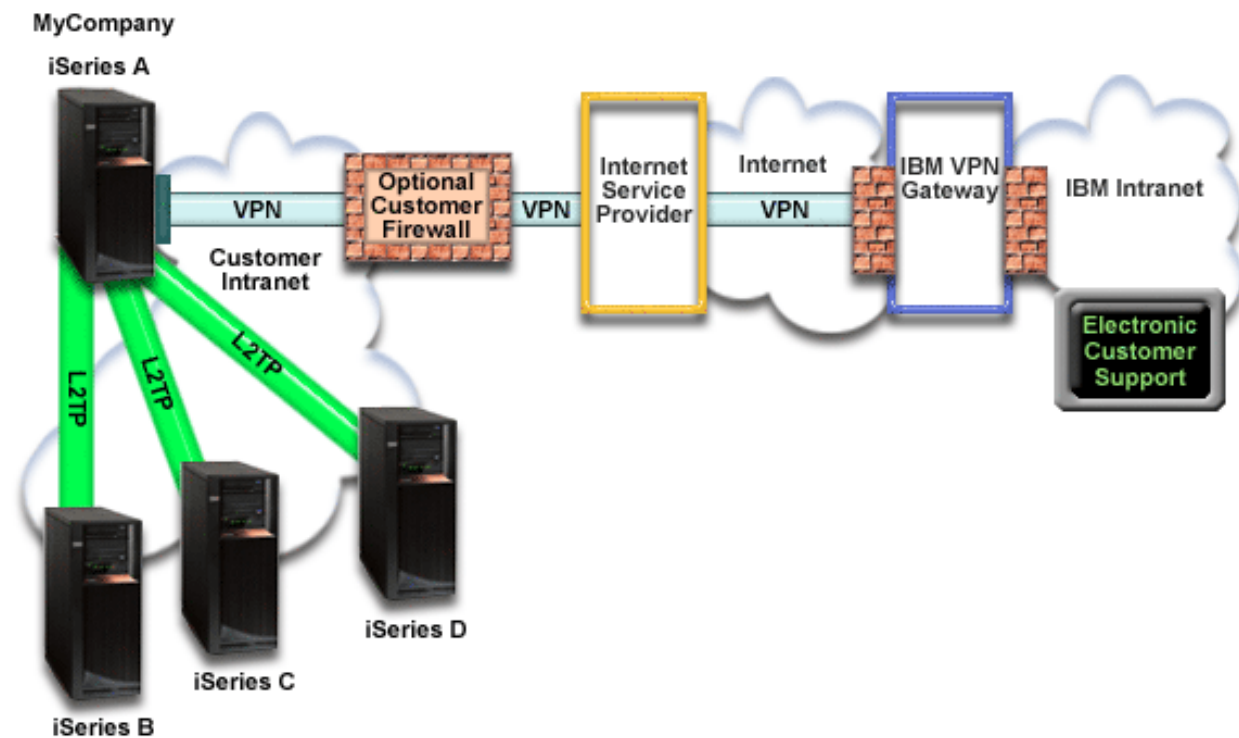 MyCompany
iSeries A
VPN
Optional
Customer
Firewall
VPN
Internet
Service
Provider
Internet
VPN
IBM VPN
Gateway
IBM Intranet
Customer
Intranet
Electronic
Customer
Support
L2TP
L2TP
L2TP
iSeries D
iSeries C
iSeries B